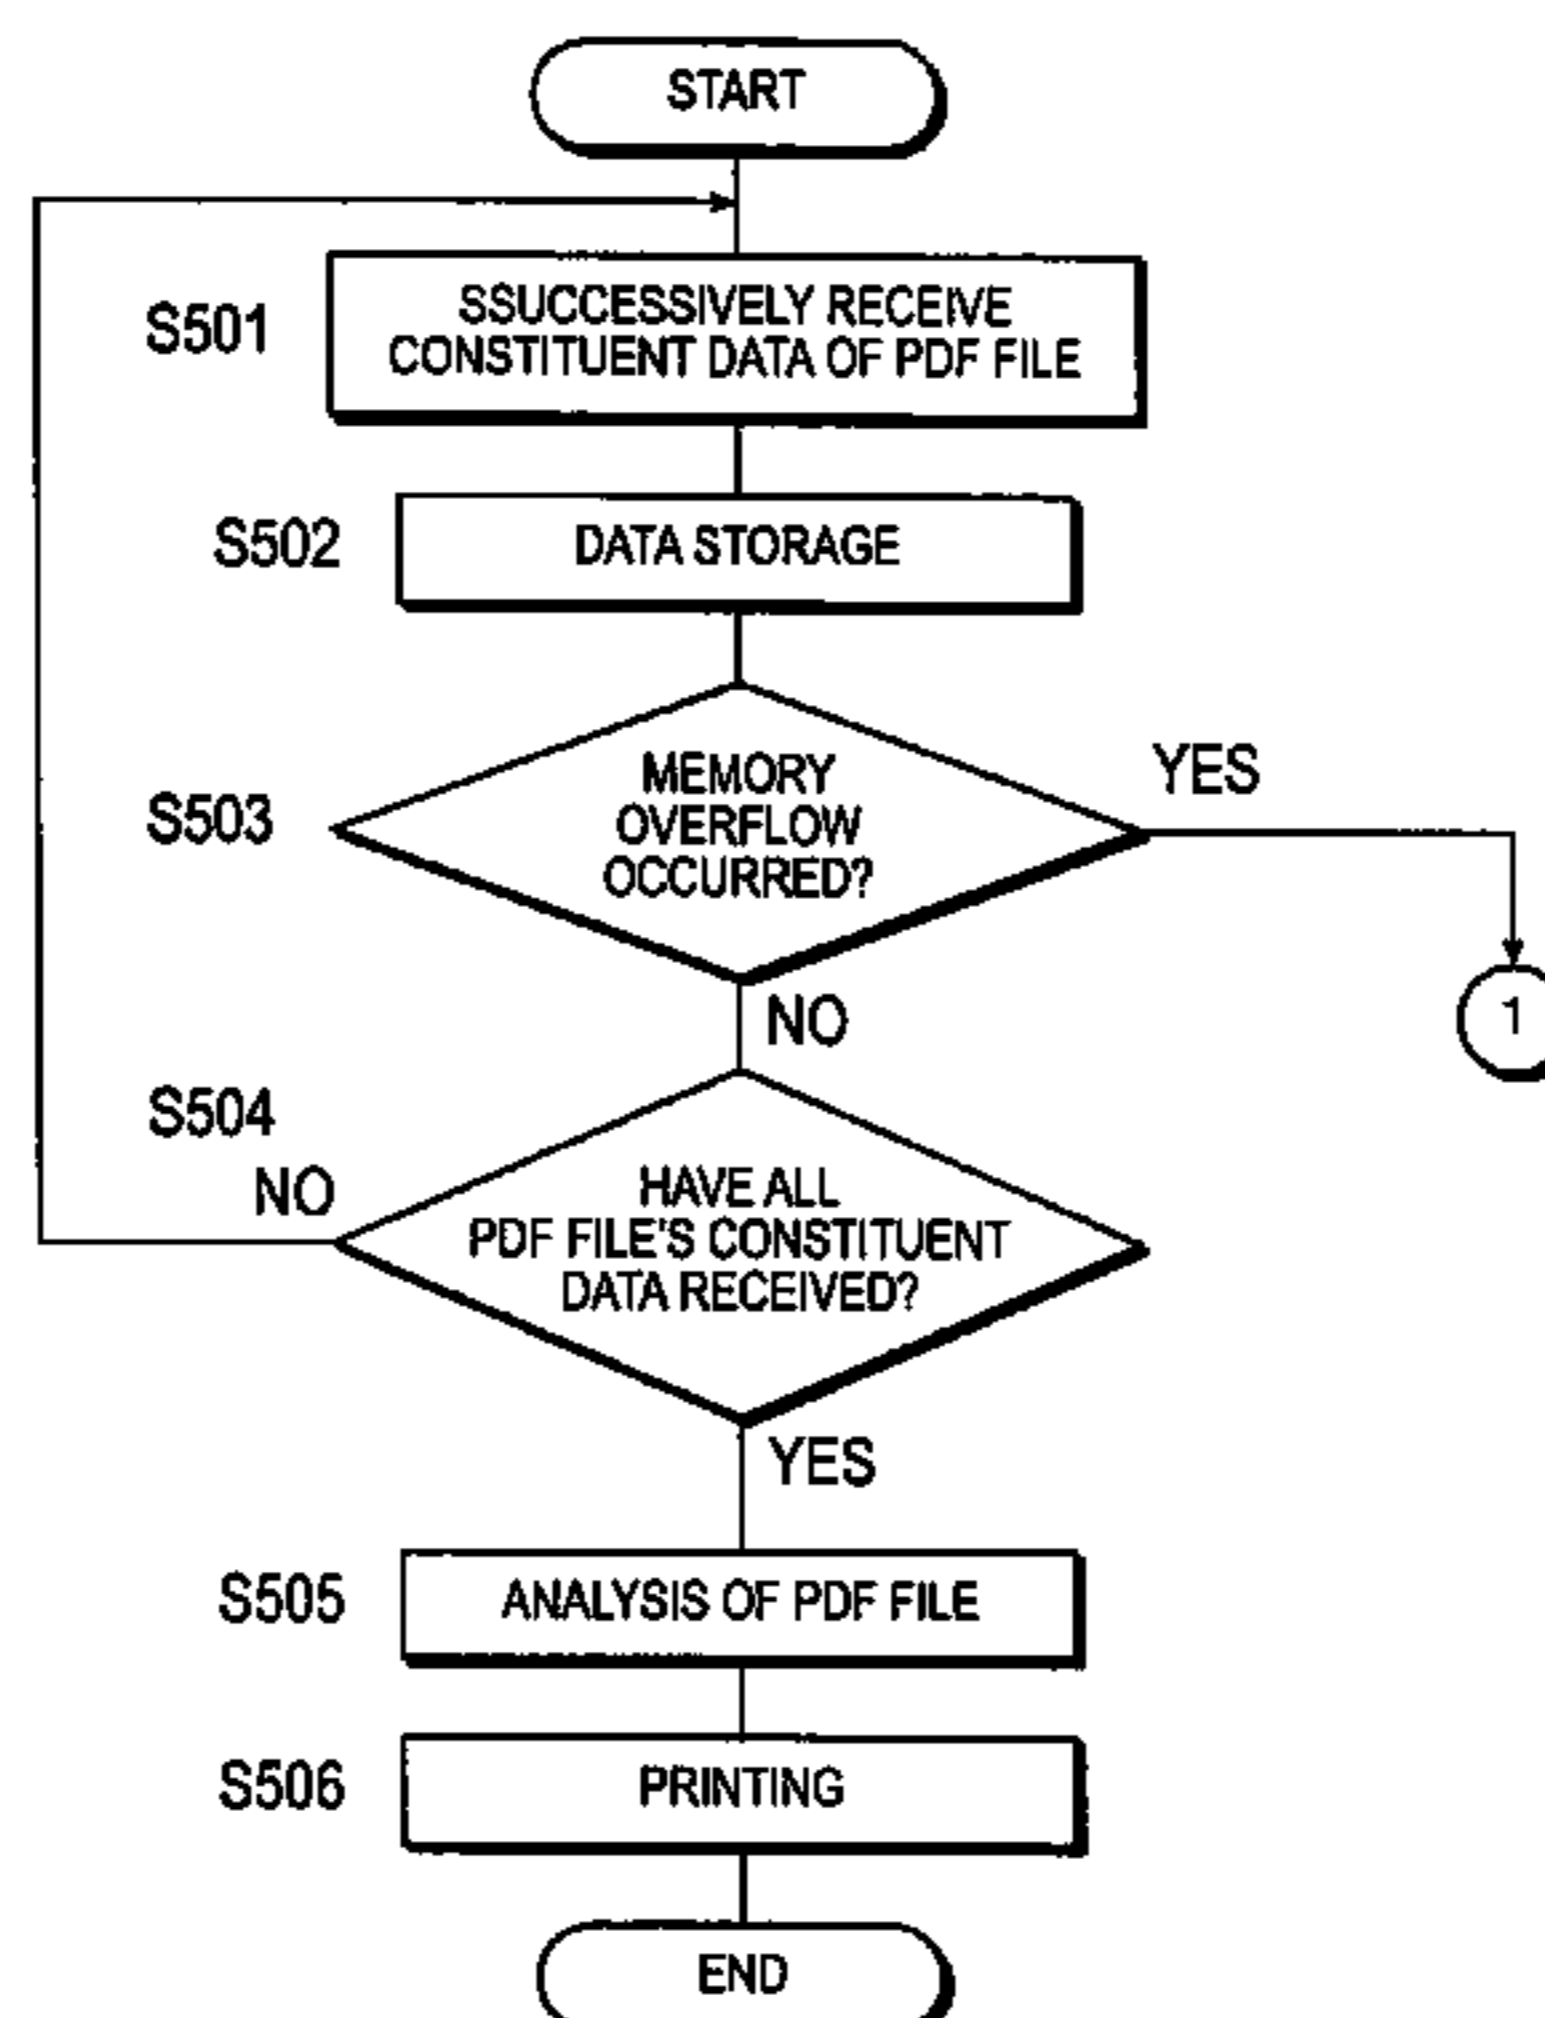 START
S501
SSUCCESSIVELY RECEIVE
CONSTITUENT DATA OF PDF FILE
S502
DATA STORAGE
S503
MEMORY
OVERFLOW
OCCURRED?
YES
1
NO
S504
NO
HAVE ALL
PDF FILE'S CONSTITUENT
DATA RECEIVED?
YES
S505
ANALYSIS OF PDF FILE
S506
PRINTING
END